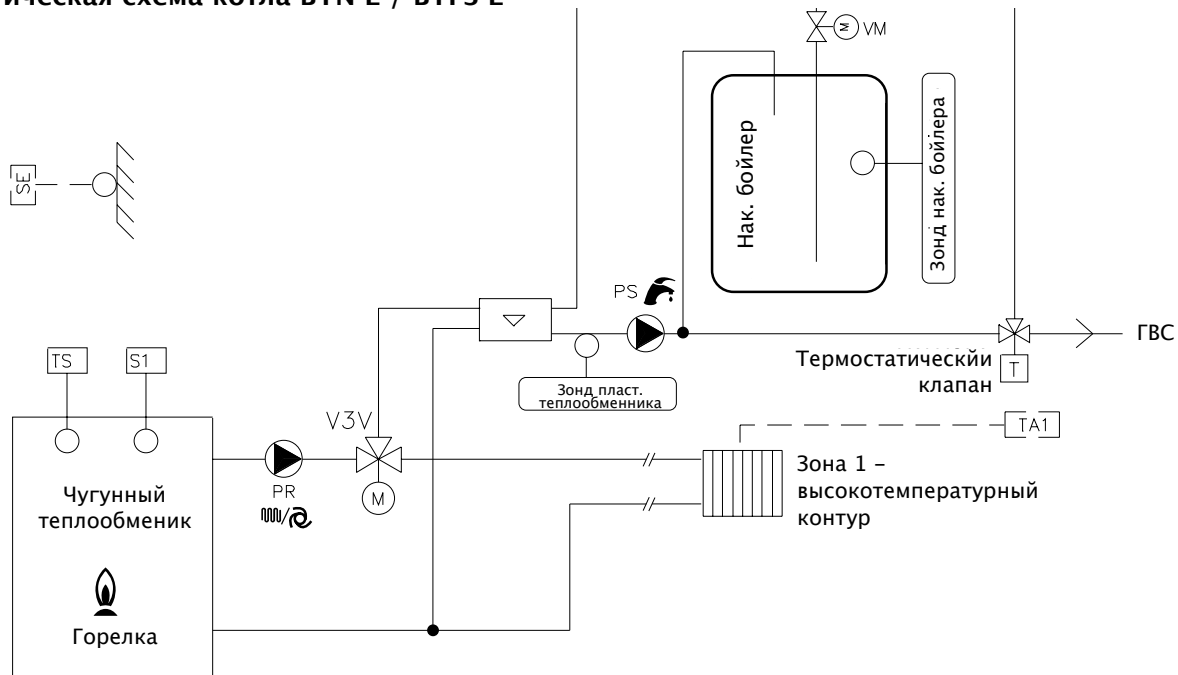 ическая схема котла BTN E / BTFS E
M VM
Нак. бойлер
Зонд нак. бойлера
SE
PS
ГВС
Термостатическйи
клапан
T
Зонд пласт.
теплообменника
TS
S1
V3V
TA1
PR
M
Зона 1 –
высокотемпературный
контур
Чугунный
теплообменик
Горелка